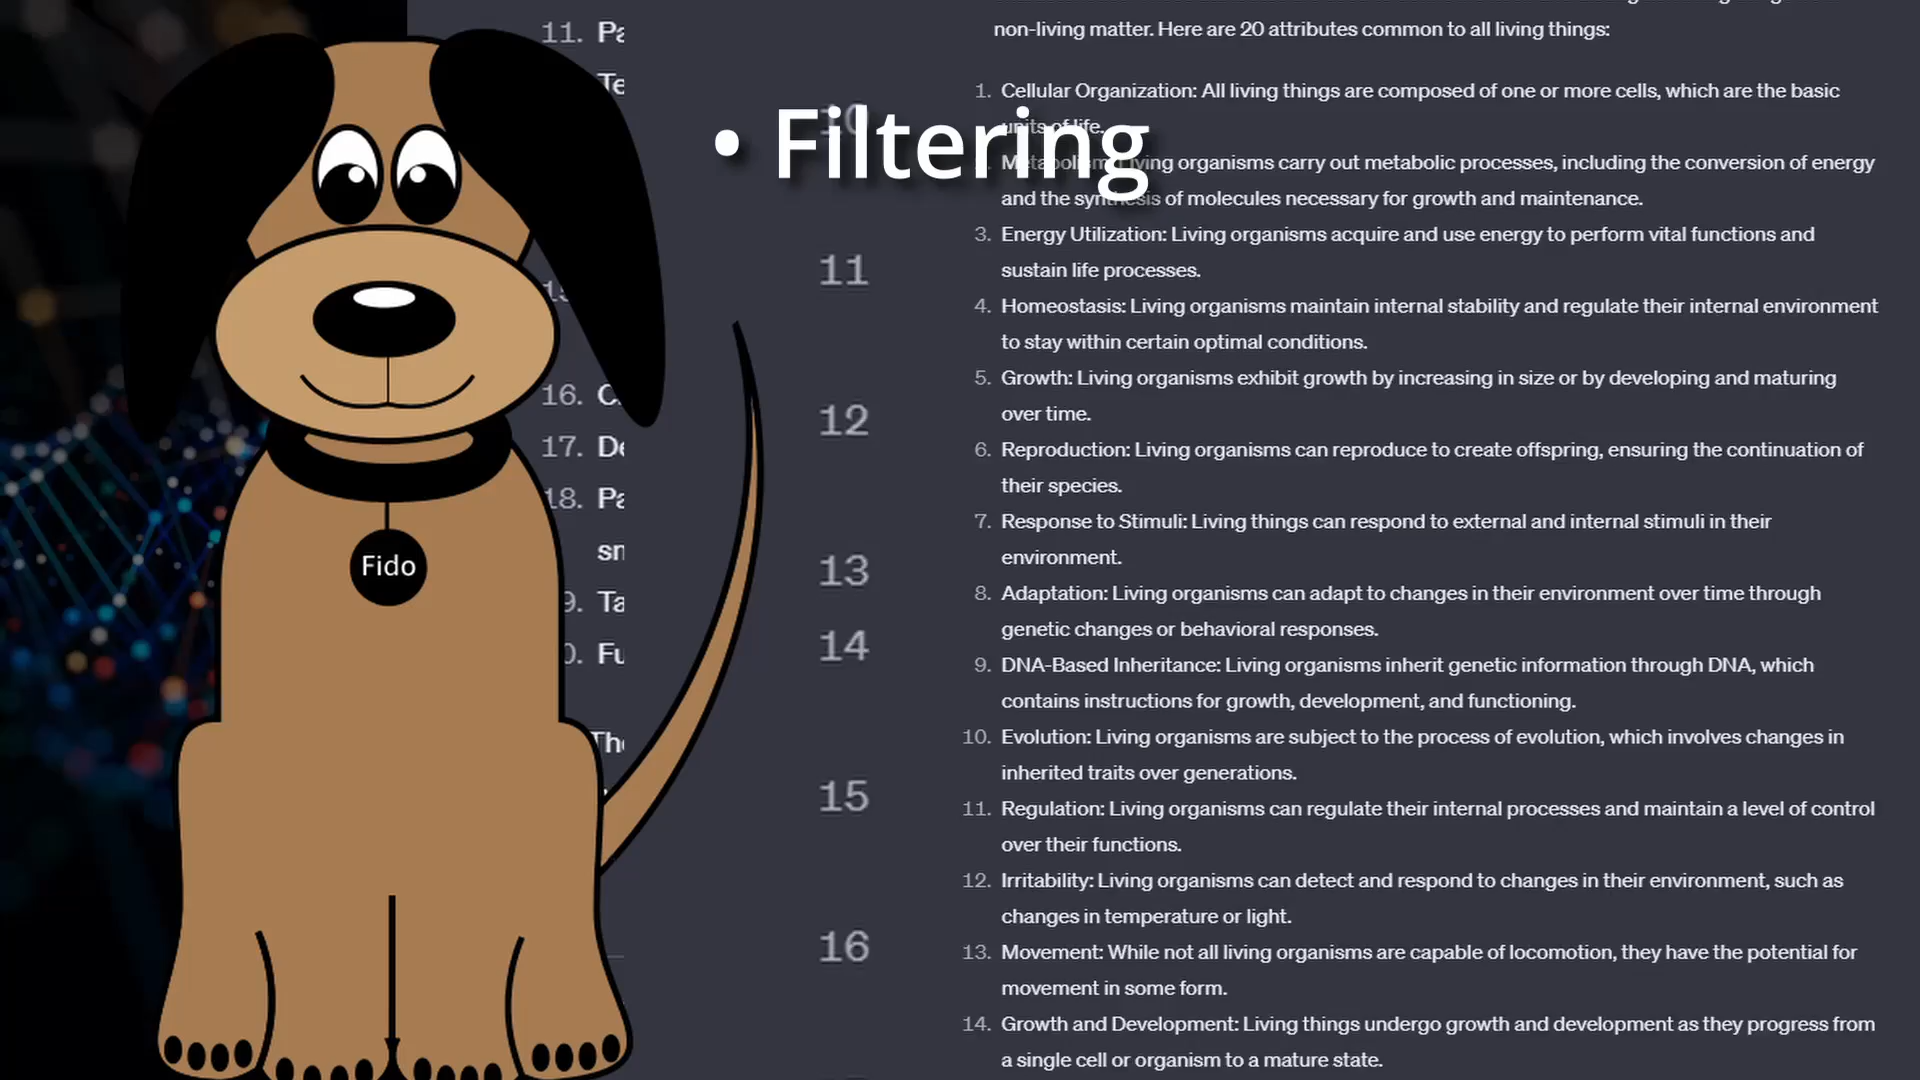 11. Pa
Te
16.
17. De
18. Pa
sn
9. Ta
0. Fu
The
Fido
• Filtering
10
11
12
13
14
15
16
non-living matter. Here are 20 attributes common to all living things:
1. Cellular Organization: All living things are composed of one or more cells, which are the basic
units of life.
Metabolism: Living organisms carry out metabolic processes, including the conversion of energy
and the synthesis of molecules necessary for growth and maintenance.
3. Energy Utilization: Living organisms acquire and use energy to perform vital functions and
sustain life processes.
4. Homeostasis: Living organisms maintain internal stability and regulate their internal environment
to stay within certain optimal conditions.
5. Growth: Living organisms exhibit growth by increasing in size or by developing and maturing
over time.
6. Reproduction: Living organisms can reproduce to create offspring, ensuring the continuation of
their species.
7. Response to Stimuli: Living things can respond to external and internal stimuli in their
environment.
8. Adaptation: Living organisms can adapt to changes in their environment over time through
genetic changes or behavioral responses.
9. DNA-Based Inheritance: Living organisms inherit genetic information through DNA, which
contains instructions for growth, development, and functioning.
10. Evolution: Living organisms are subject to the process of evolution, which involves changes in
inherited traits over generations.
11. Regulation: Living organisms can regulate their internal processes and maintain a level of control
over their functions.
12. Irritability: Living organisms can detect and respond to changes in their environment, such as
changes in temperature or light.
13. Movement: While not all living organisms are capable of locomotion, they have the potential for
movement in some form.
14. Growth and Development: Living things undergo growth and development as they progress from
a single cell or organism to a mature state.